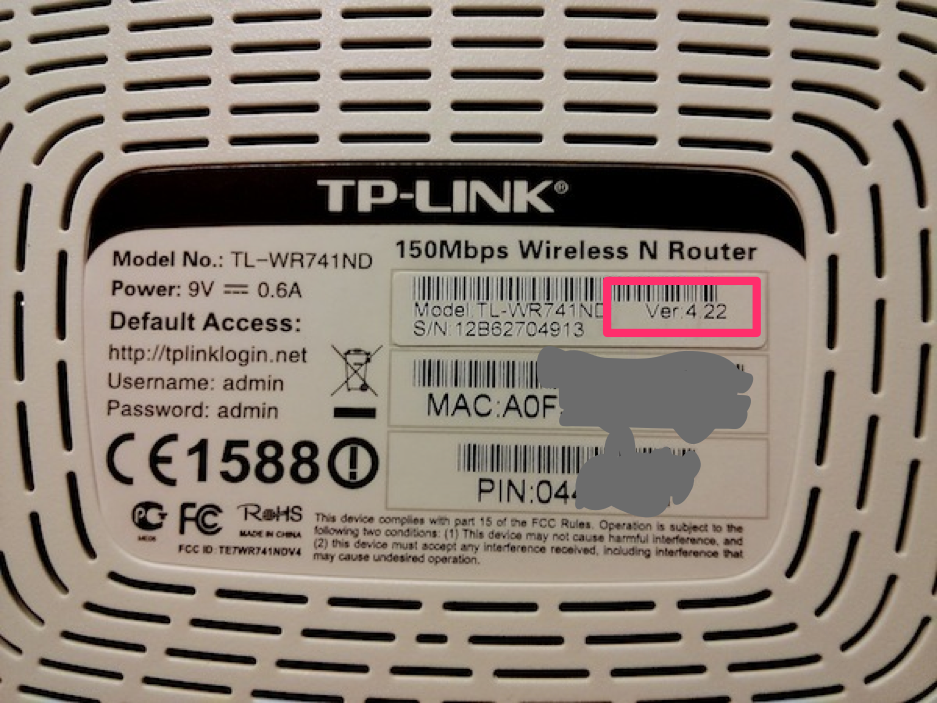 TP-LINK®
150Mbps Wireless N Router
Model No.: TL-WR741ND
Power: 9V 0.6A
Default Access:
http://tplinklogin.net
Username: admin
Password: admin
Model:TL-WR741ND Ver:4.22
S/N:12B62704913
MAC:A0F
PIN:044
CE1588
FC
RoHS
MADE IN CHINA
FCC ID: TE7WR741NDV4
This device complies with part 15 of the FCC Rules. Operation is subject to the
following two conditions: (1) This device may not cause harmful interference, and
(2) this device must accept any interference received, including interference that
may cause undesired operation.